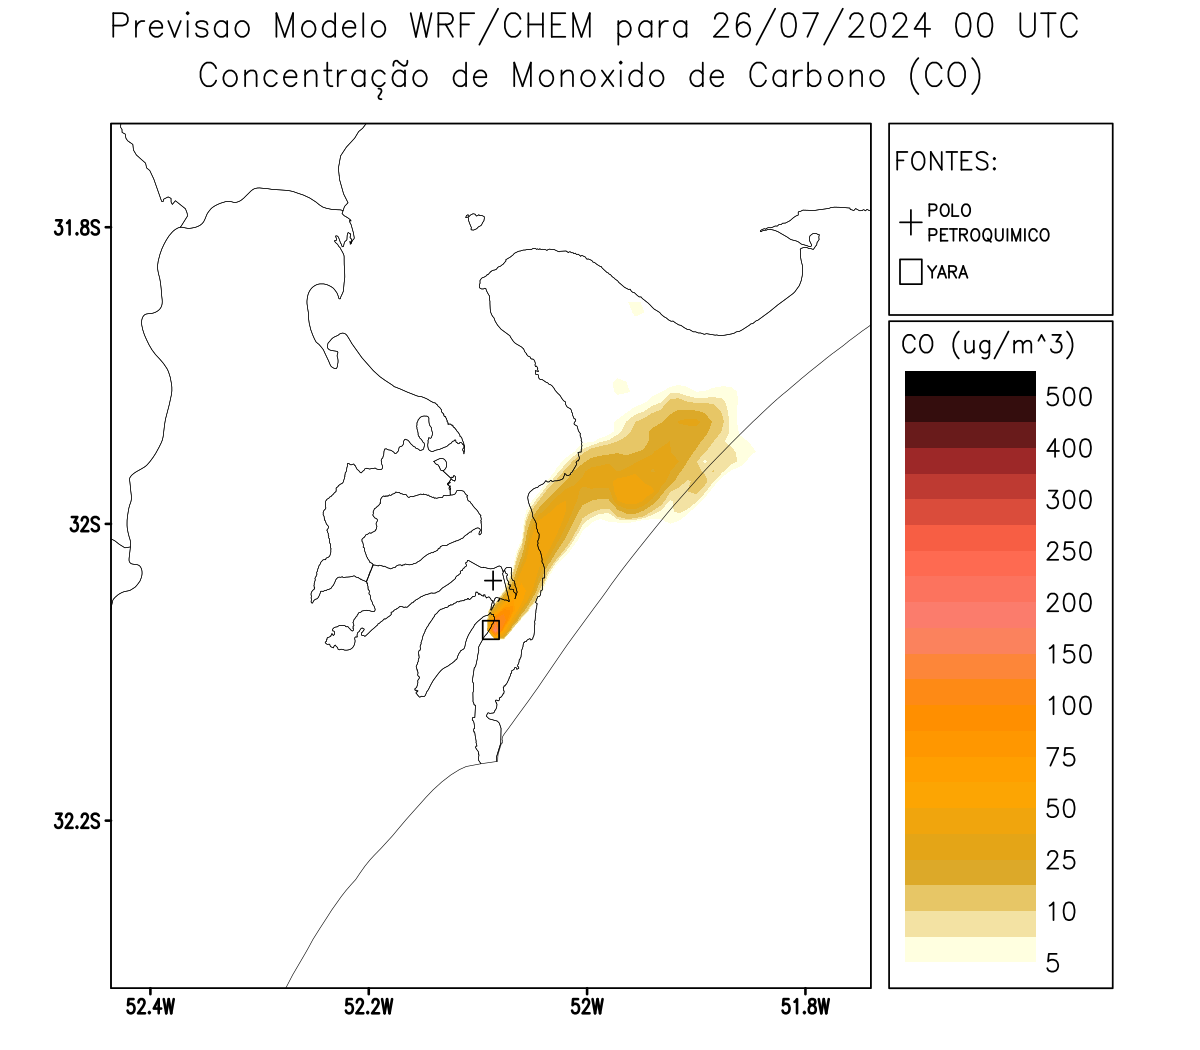 Previsao Modelo WRF/CHEM para 26/07/2024 00 UTC
Concentração de Monoxido de Carbono (CO)
FONTES:
POLO
PETROQUIMICO
YARA
31.8S
32S
32.2S
52.4W
52.2W
52W
51.8W
CO (ug/m^3)
500
400
300
250
200
150
100
75
50
25
10
5